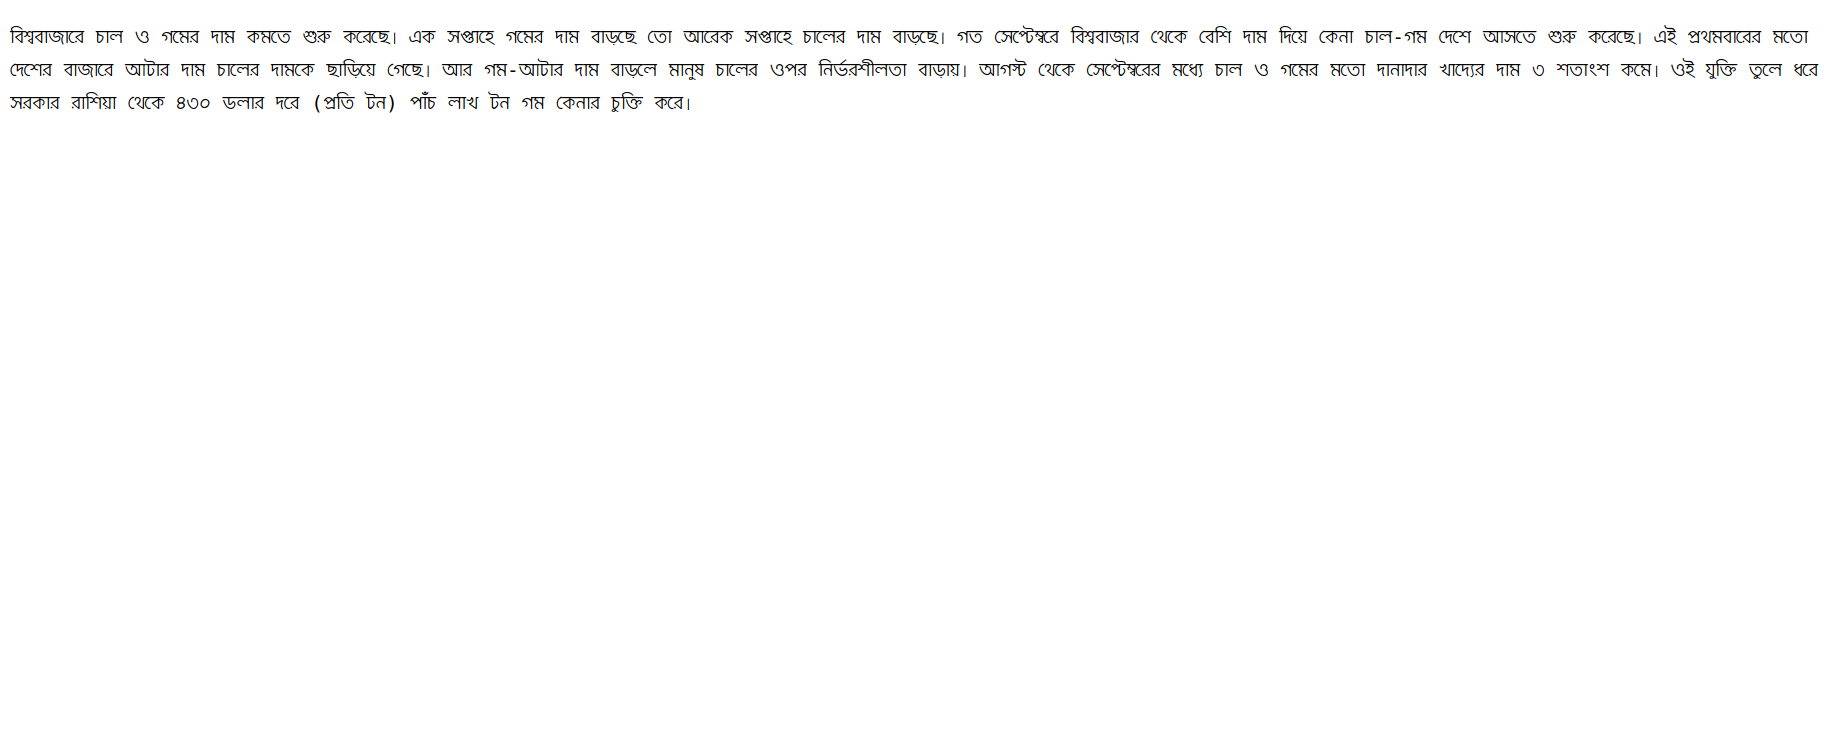 বিশ্ববাজারে চাল ও গমের দাম কমতে শুরু করেছে। এক সপ্তাহে গমের দাম বাড়ছে তো আরেক সপ্তাহে চালের দাম বাড়ছে। গত সেপ্টেম্বরে বিশ্ববাজার থেকে বেশি দাম দিয়ে কেনা চাল-গম দেশে আসতে শুরু করেছে। এই প্রথমবারের মতো
দেশের বাজারে আটার দাম চালের দামকে ছাড়িয়ে গেছে। আর গম-আটার দাম বাড়লে মানুষ চালের ওপর নির্ভরশীলতা বাড়ায়। আগস্ট থেকে সেপ্টেম্বরের মধ্যে চাল ও গমের মতো দানাদার খাদ্যের দাম ৩ শতাংশ কমে। ওই যুক্তি তুলে ধরে
সরকার রাশিয়া থেকে ৪৩০ ডলার দরে (প্রতি টন) পাঁচ লাখ টন গম কেনার চুক্তি করে।